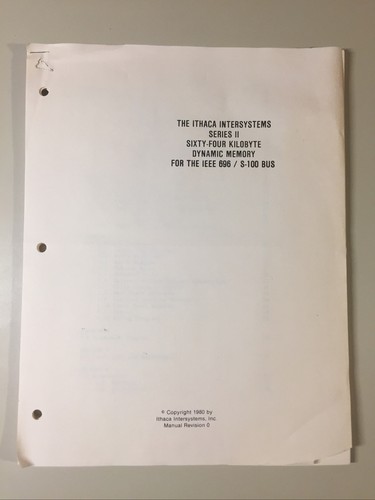 THE ITHACA INTERSYSTEMS
SERIES II
SIXTY-FOUR KILOBYTE
DYNAMIC MEMORY
FOR THE IEEE 696 / S-100 BUS
© Copyright 1980 by
Ithaca Intersystems, Inc
Manual Revision 0